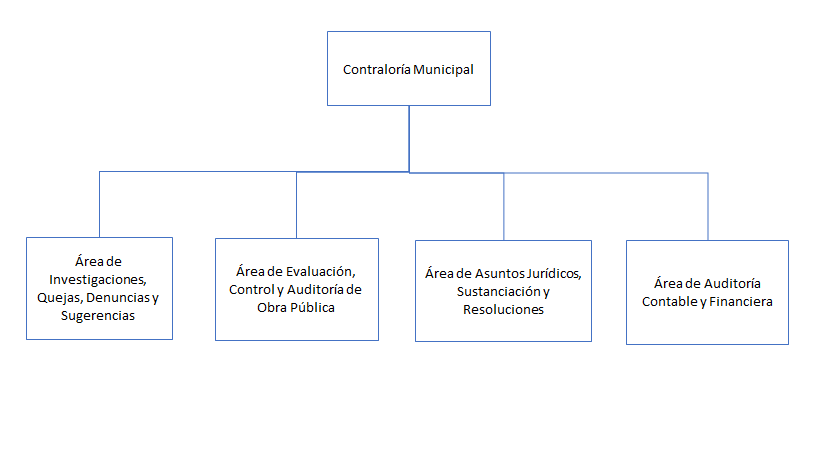 Contraloría Municipal
Área de
Investigaciones,
Quejas, Denuncias y
Sugerencias
Área de Evaluación,
Control y Auditoría de
Obra Pública
Área de Asuntos Jurídicos,
Sustanciación y
Resoluciones
Área de Auditoría
Contable y Financiera